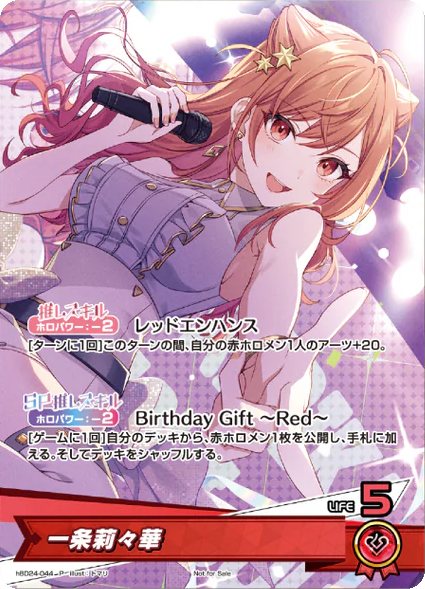 推しスキル
ホロパワー：－2
レッドエンハンス
[ターンに1回]このターンの間、自分の赤ホロメン1人のアーツ+20。
SP推しスキル
ホロパワー：－2
Birthday Gift ～Red～
[ゲームに1回]自分のデッキから、赤ホロメン1枚を公開し、手札に加
える。そしてデッキをシャッフルする。
LIFE 5
一条莉々華
hBD24-044 P illust：トマリ Not for Sale